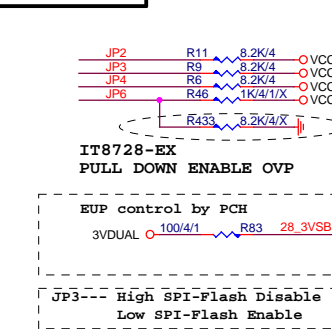 JP2 R11 8.2K/4 VCC
JP3 R9 8.2K/4 VCC
JP4 R6 8.2K/4 VCC
JP6 R46 1K/4/1/X VCC
R433 8.2K/4/X
IT8728-EX
PULL DOWN ENABLE OVP
EUP control by PCH
3VDUAL 100/4/1 R83 28_3VSB
JP3--- High SPI-Flash Disable
Low SPI-Flash Enable